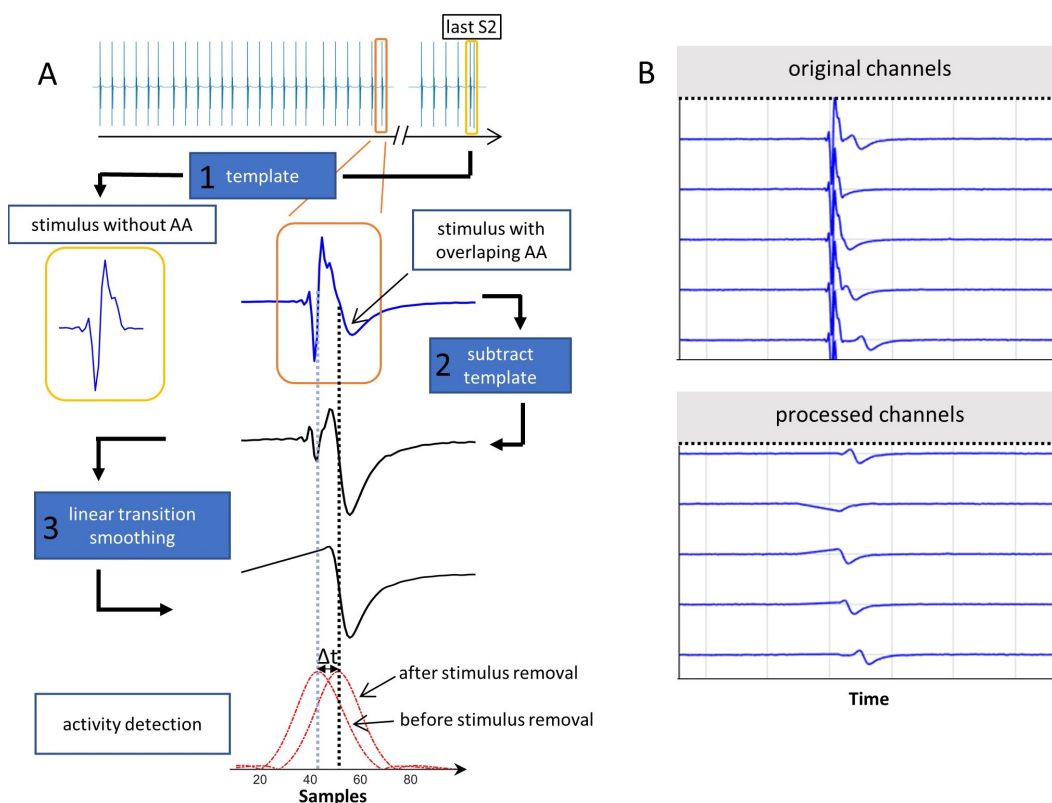 last S2
A
1 template
stimulus without AA
stimulus with
overlaping AA
2 subtract
template
3 linear transition
smoothing
Δt
after stimulus removal
before stimulus removal
activity detection
20 40 60 80
Samples
B
original channels
processed channels
Time